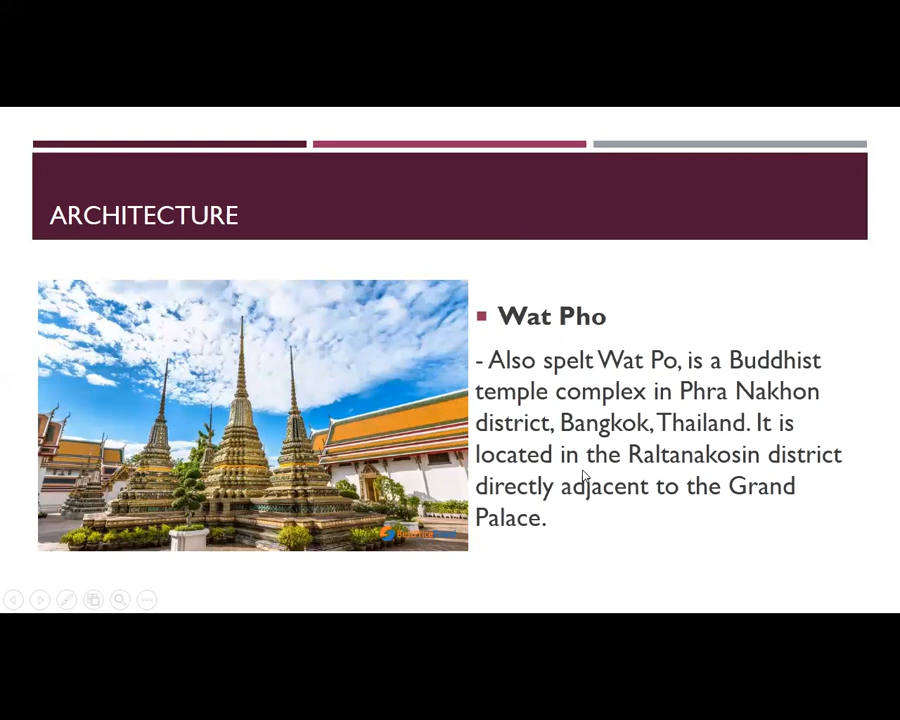 ARCHITECTURE
Wat Pho
- Also spelt Wat Po, is a Buddhist
temple complex in Phra Nakhon
district, Bangkok, Thailand. It is
located in the Raltanakosin district
directly adjacent to the Grand
Palace.